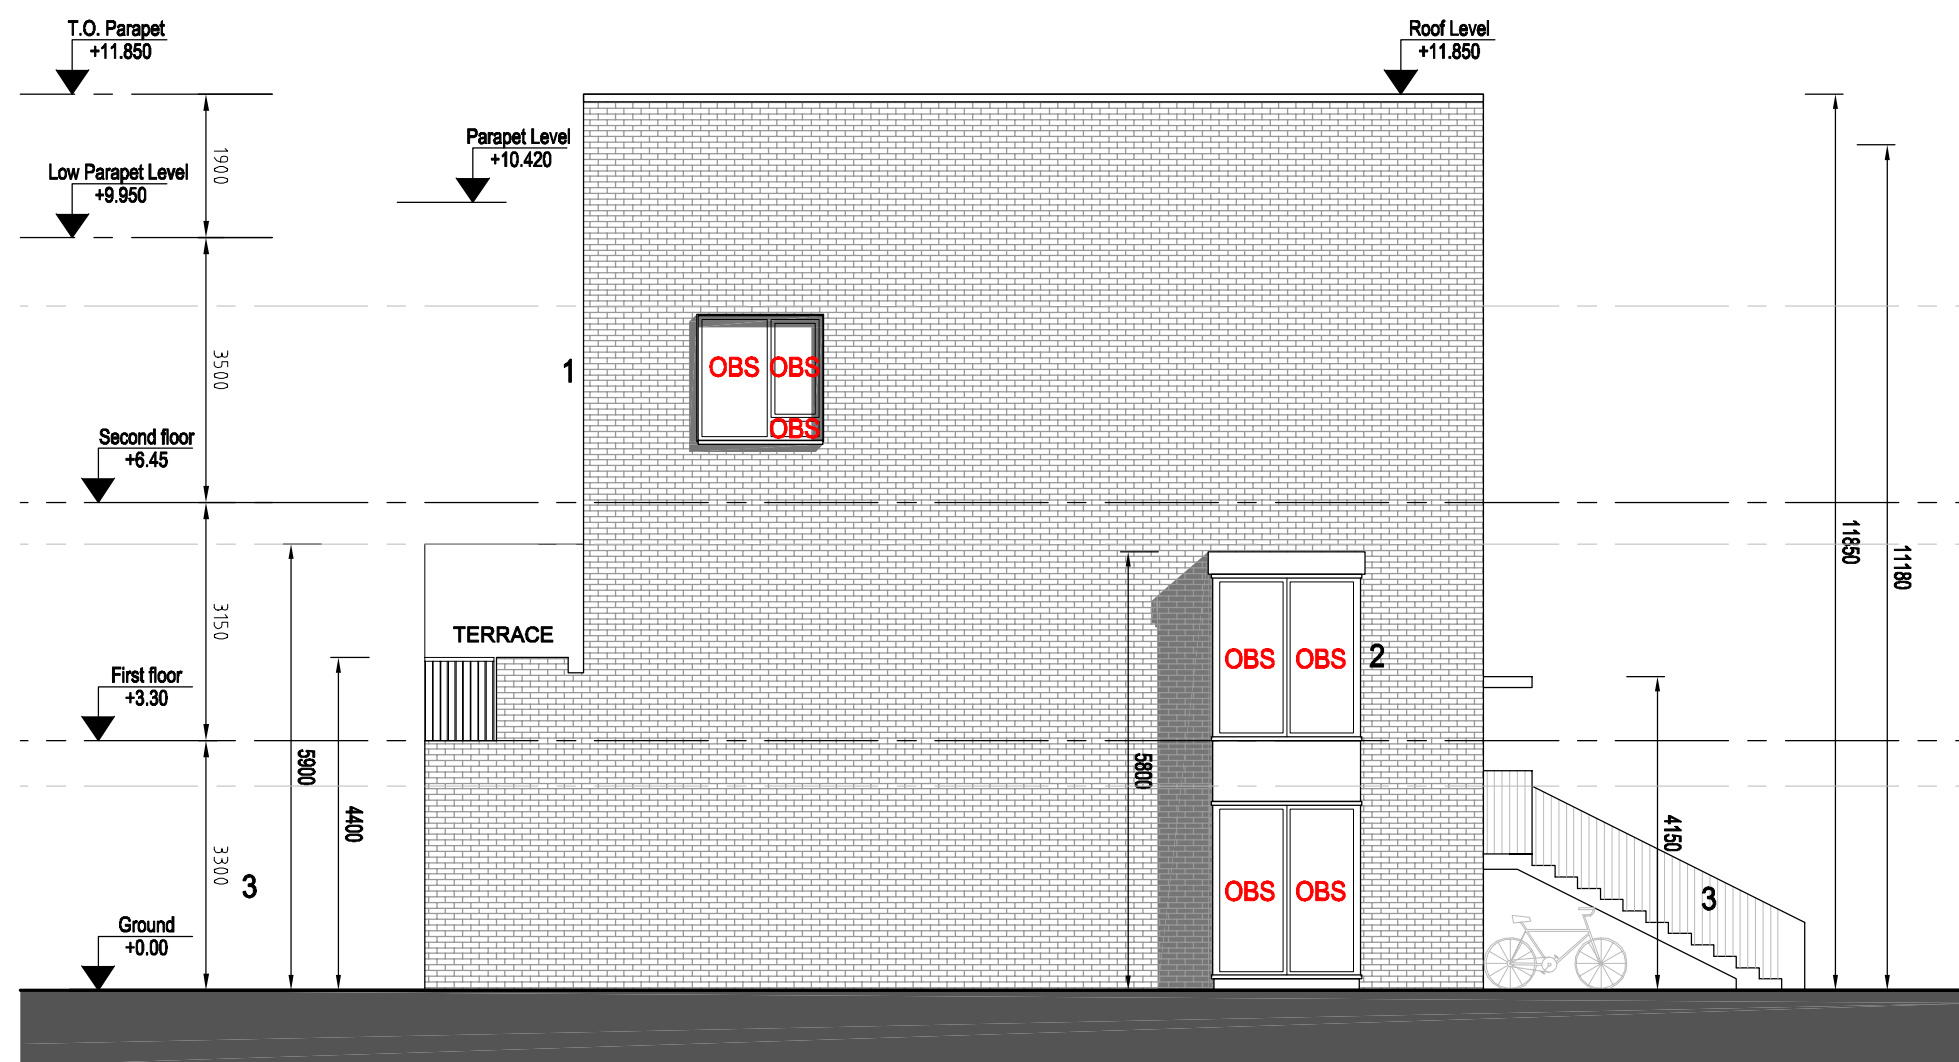 T.O. Parapet
+11.850
Roof Level
+11.850
Parapet Level
+10.420
Low Parapet Level
+9.950
1900
1
3500
OBS
OBS
OBS
Second floor
+6.45
11850
11180
3150
TERRACE
OBS
OBS
2
First floor
+3.30
5900
4400
5800
4150
3300
3
OBS
OBS
3
Ground
+0.00